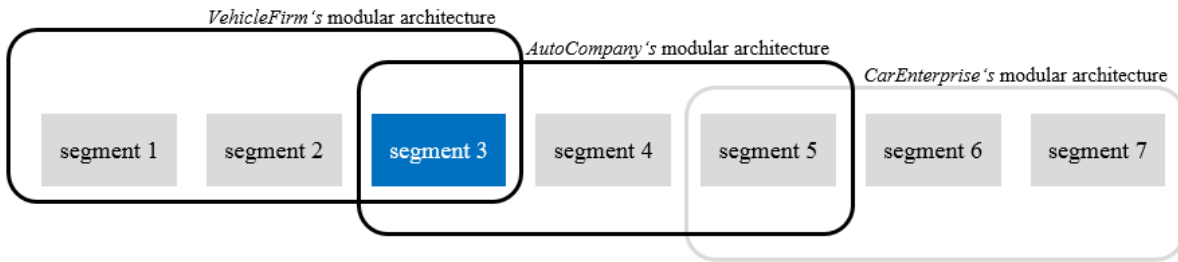 VehicleFirm‘s modular architecture
AutoCompany‘s modular architecture
CarEnterprise‘s modular architecture
segment 1 segment 2 segment 3 segment 4 segment 5 segment 6 segment 7